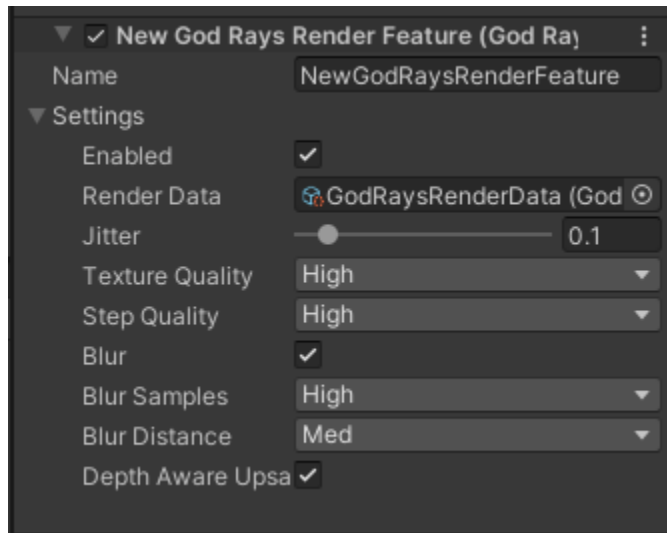 New God Rays Render Feature (God Ray
Name NewGodRaysRenderFeature
Settings
Enabled
Render Data GodRaysRenderData (God
Jitter 0.1
Texture Quality High
Step Quality High
Blur
Blur Samples High
Blur Distance Med
Depth Aware Upsa